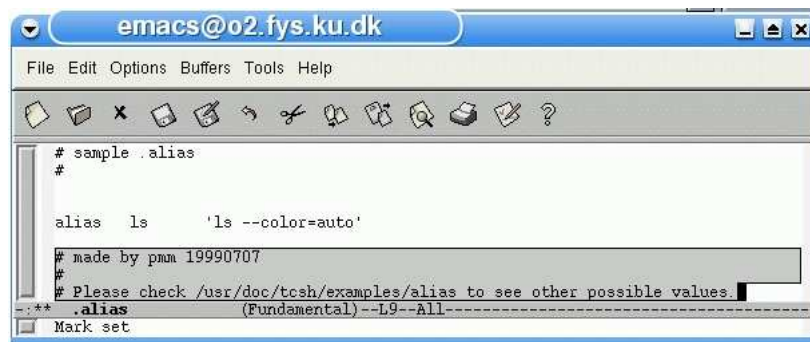 emacs@o2.fys.ku.dk
File Edit Options Buffers Tools Help
# sample .alias
#
alias ls 'ls --color=auto'
# made by pmm 19990707
#
# Please check /usr/doc/tcsh/examples/alias to see other possible values.
-:** .alias (Fundamental)--L9--All--------------------------------------------
Mark set